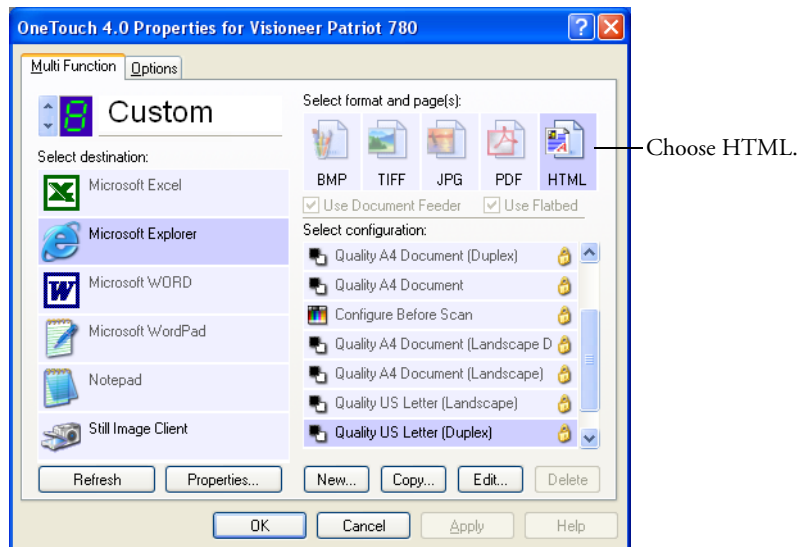 OneTouch 4.0 Properties for Visioneer Patriot 780
Multi Function
Options
8
Custom
Select destination:
Microsoft Excel
Microsoft Explorer
Microsoft WORD
Microsoft WordPad
Notepad
Still Image Client
Refresh
Properties...
Select format and page(s):
BMP TIFF JPG PDF HTML
Use Document Feeder
Use Flatbed
Select configuration:
Quality A4 Document (Duplex)
Quality A4 Document
Configure Before Scan
Quality A4 Document (Landscape D
Quality A4 Document (Landscape)
Quality US Letter (Landscape)
Quality US Letter (Duplex)
New... Copy... Edit... Delete
OK Cancel Apply Help
Choose HTML.